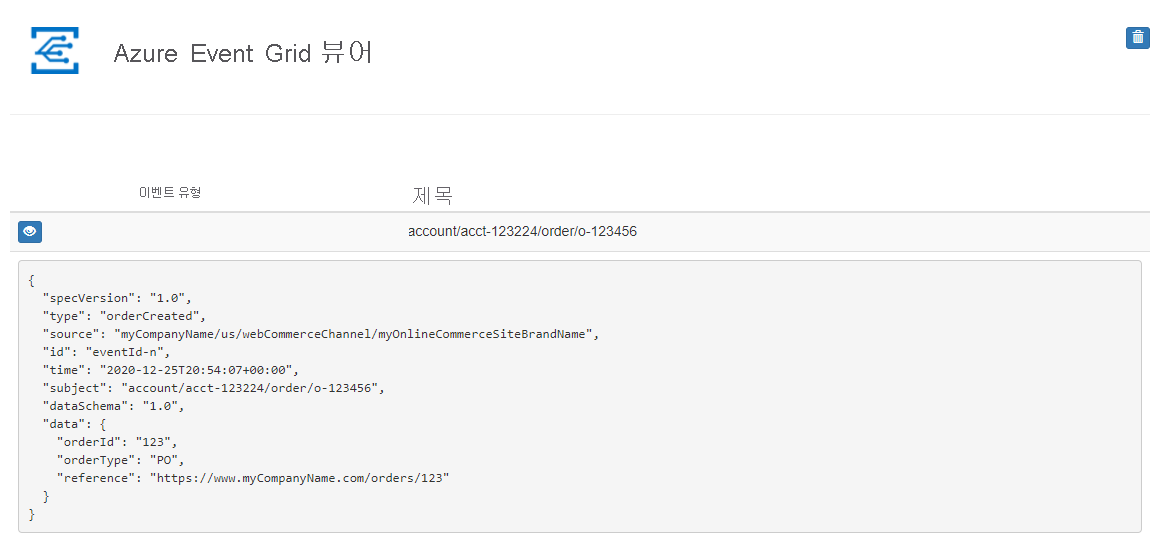 Azure Event Grid 뷰어
이벤트 유형 제목
account/acct-123224/order/o-123456
{
  "specVersion": "1.0",
  "type": "orderCreated",
  "source": "myCompanyName/us/webCommerceChannel/myOnlineCommerceSiteBrandName",
  "id": "eventId-n",
  "time": "2020-12-25T20:54:07+00:00",
  "subject": "account/acct-123224/order/o-123456",
  "dataSchema": "1.0",
  "data": {
    "orderId": "123",
    "orderType": "PO",
    "reference": "https://www.myCompanyName.com/orders/123"
  }
}